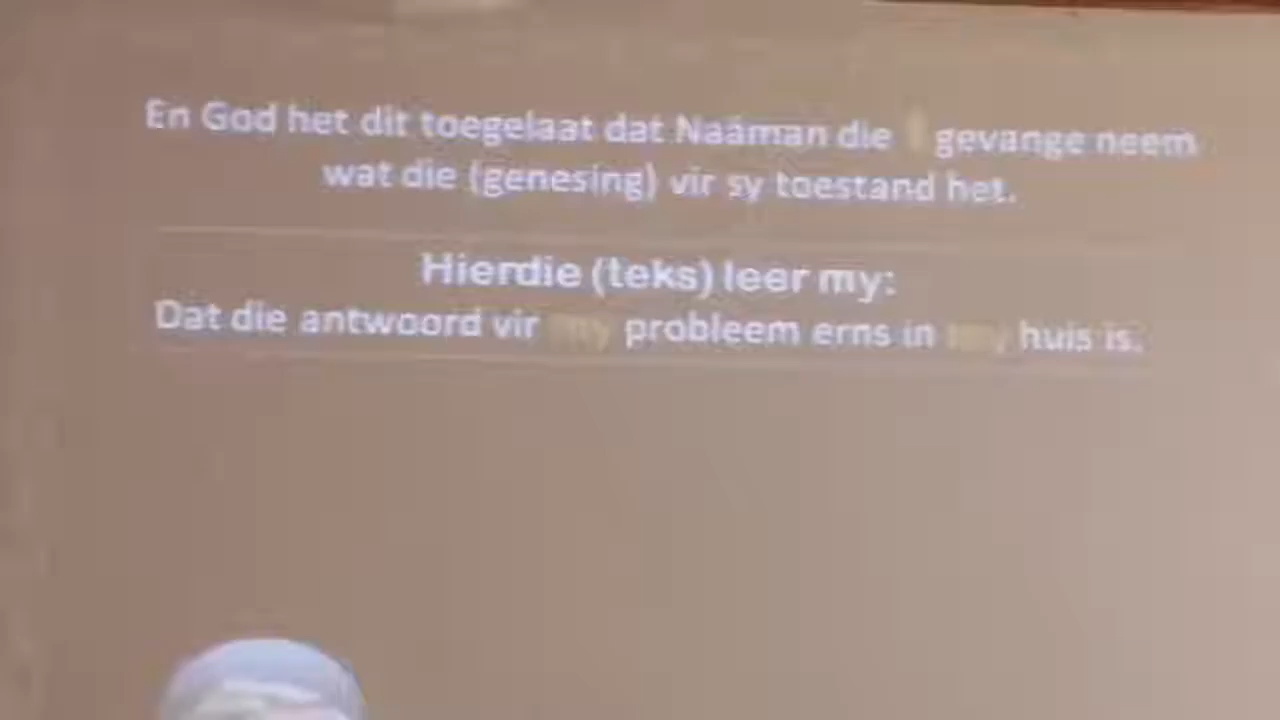 En God het dit toegelaat dat Naäman die gevange neem
wat die (genesing) vir sy toestand het.
Hierdie (teks) leer my:
Dat die antwoord vir my probleem erns in my huis is.